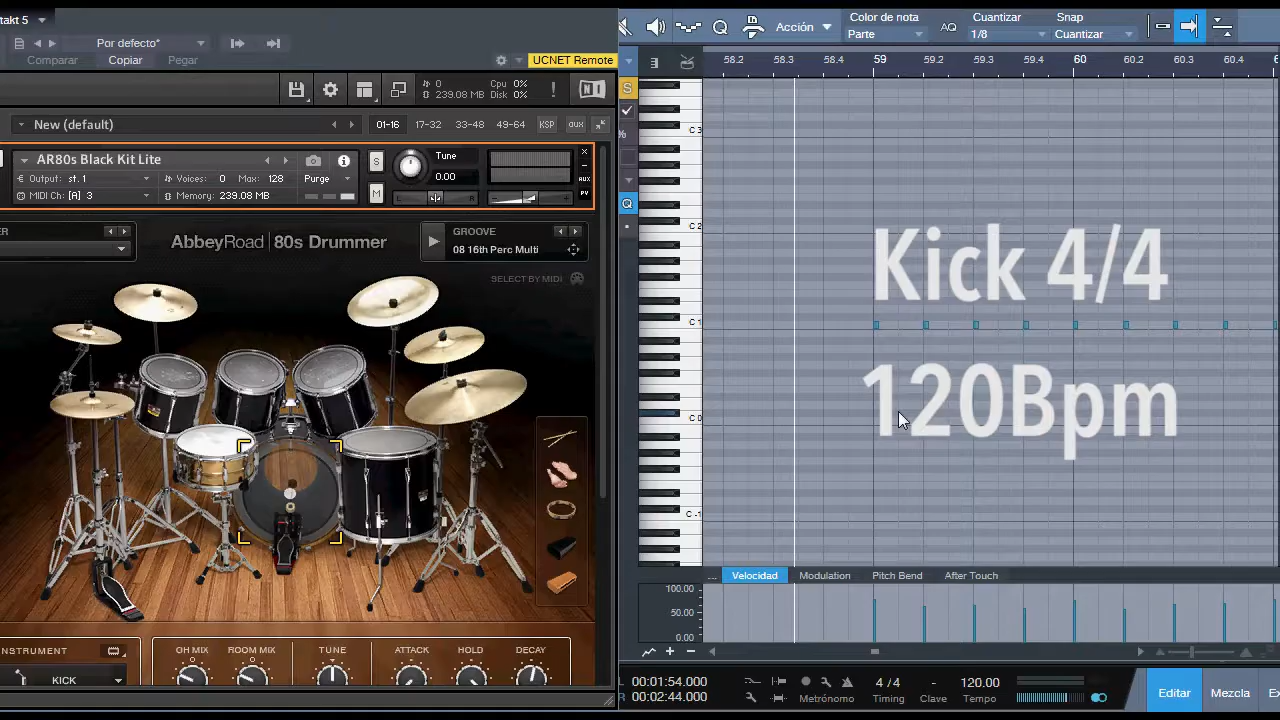 takt 5
Por defecto*
Comparar Copiar Pegar
UCNET Remote
0
239.08 MB
Cpu 0%
Disk 0%
New (default)
01-16 17-32 33-48 49-64 KSP AUX
AR80s Black Kit Lite
Output: st. 1
Voices: 0 Max: 128
Purge
MIDI Ch: [A] 3
Memory: 239.08 MB
S
M
Tune
0.00
L R
AUX
PV
AbbeyRoad 80s Drummer
GROOVE
08 16th Perc Multi
SELECT BY MIDI
INSTRUMENT
KICK
OH MIX ROOM MIX TUNE ATTACK HOLD DECAY
Acción
Color de nota
Parte
AQ
Cuantizar
1/8
Snap
Cuantizar
58.2 58.3 58.4 59 59.2 59.3 59.4 60 60.2 60.3 60.4
S
%
Q
C 3
C 2
C 1
C 0
C -1
Kick 4/4
120Bpm
... Velocidad Modulation Pitch Bend After Touch
100.00
50.00
0.00
L 00:01:54.000
R 00:02:44.000
Metrónomo
4 / 4
Timing
-
Clave
120.00
Tempo
Editar Mezcla